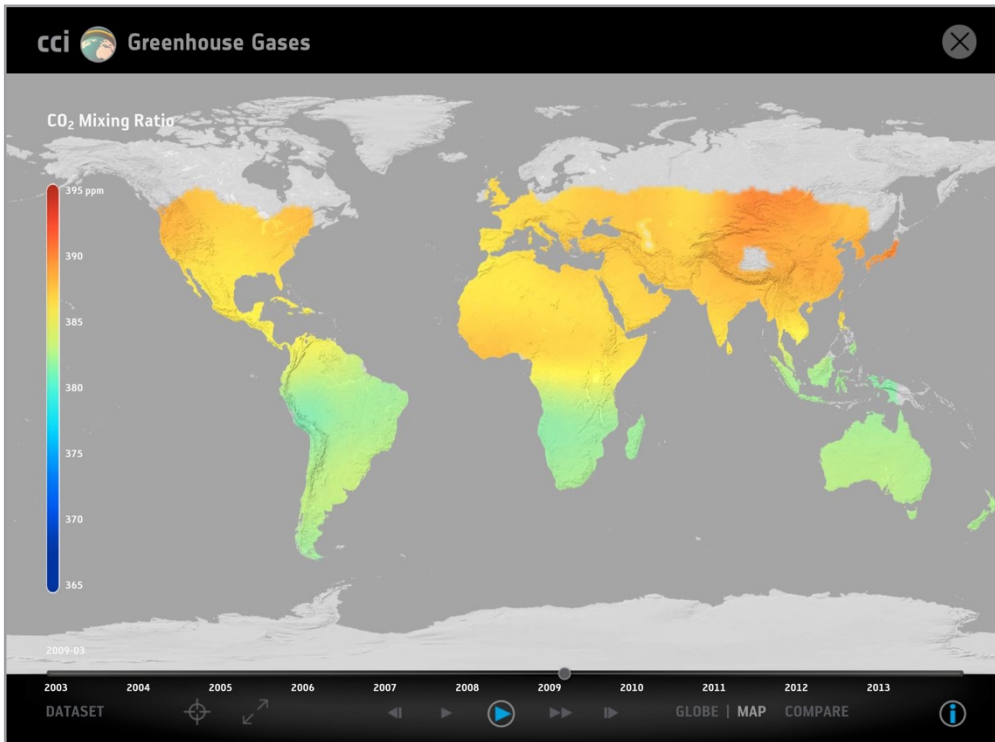 cci Greenhouse Gases
CO₂ Mixing Ratio
395 ppm
390
385
380
375
370
365
2009-03
2003 2004 2005 2006 2007 2008 2009 2010 2011 2012 2013
DATASET GLOBE | MAP COMPARE